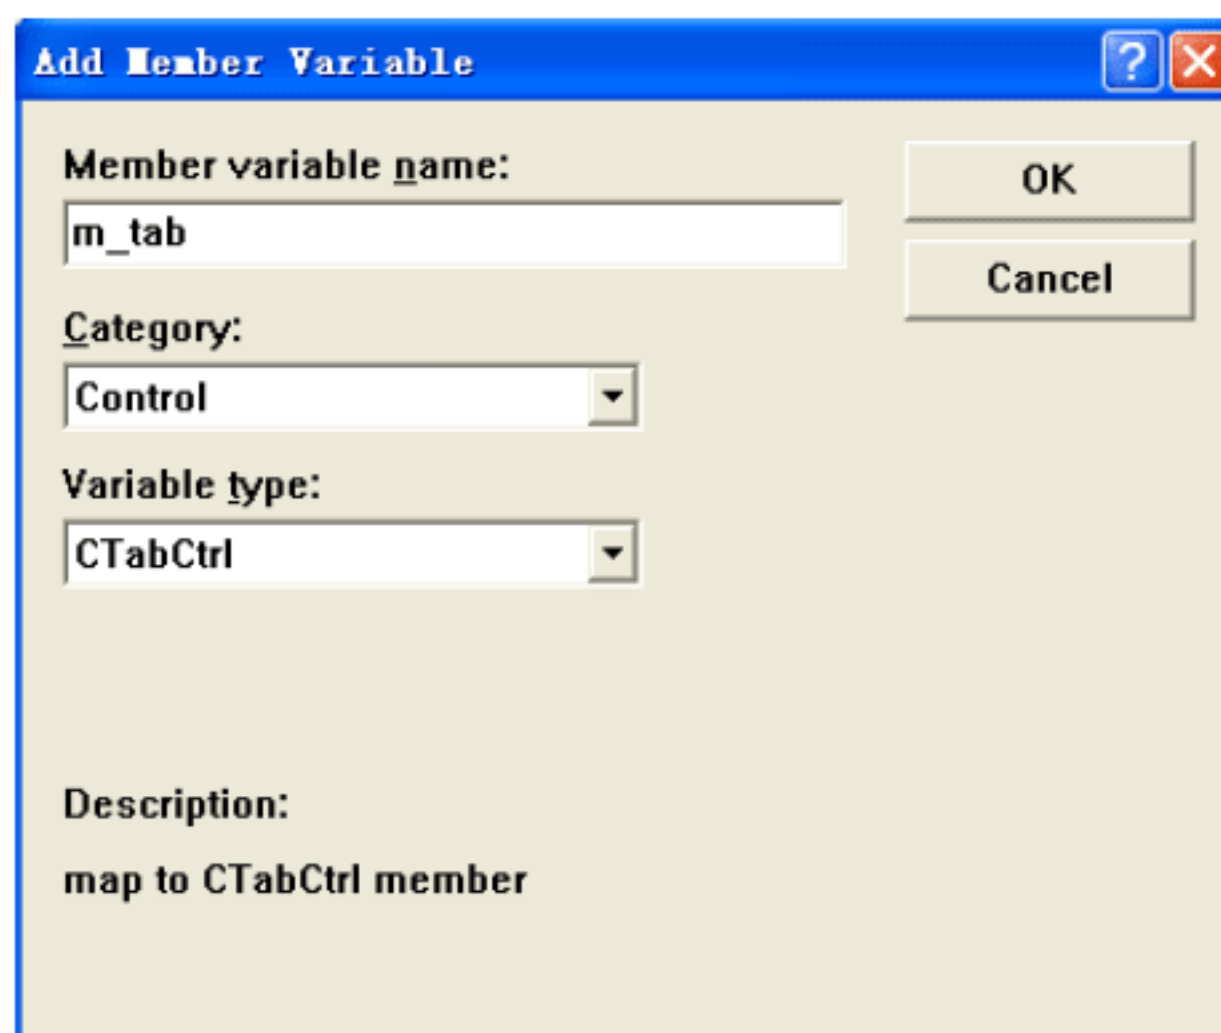 Add Member Variable
Member variable name:
OK
m_tab
Cancel
Category:
Control
Variable type:
CTabCtrl
Description:
map to CTabCtrl member